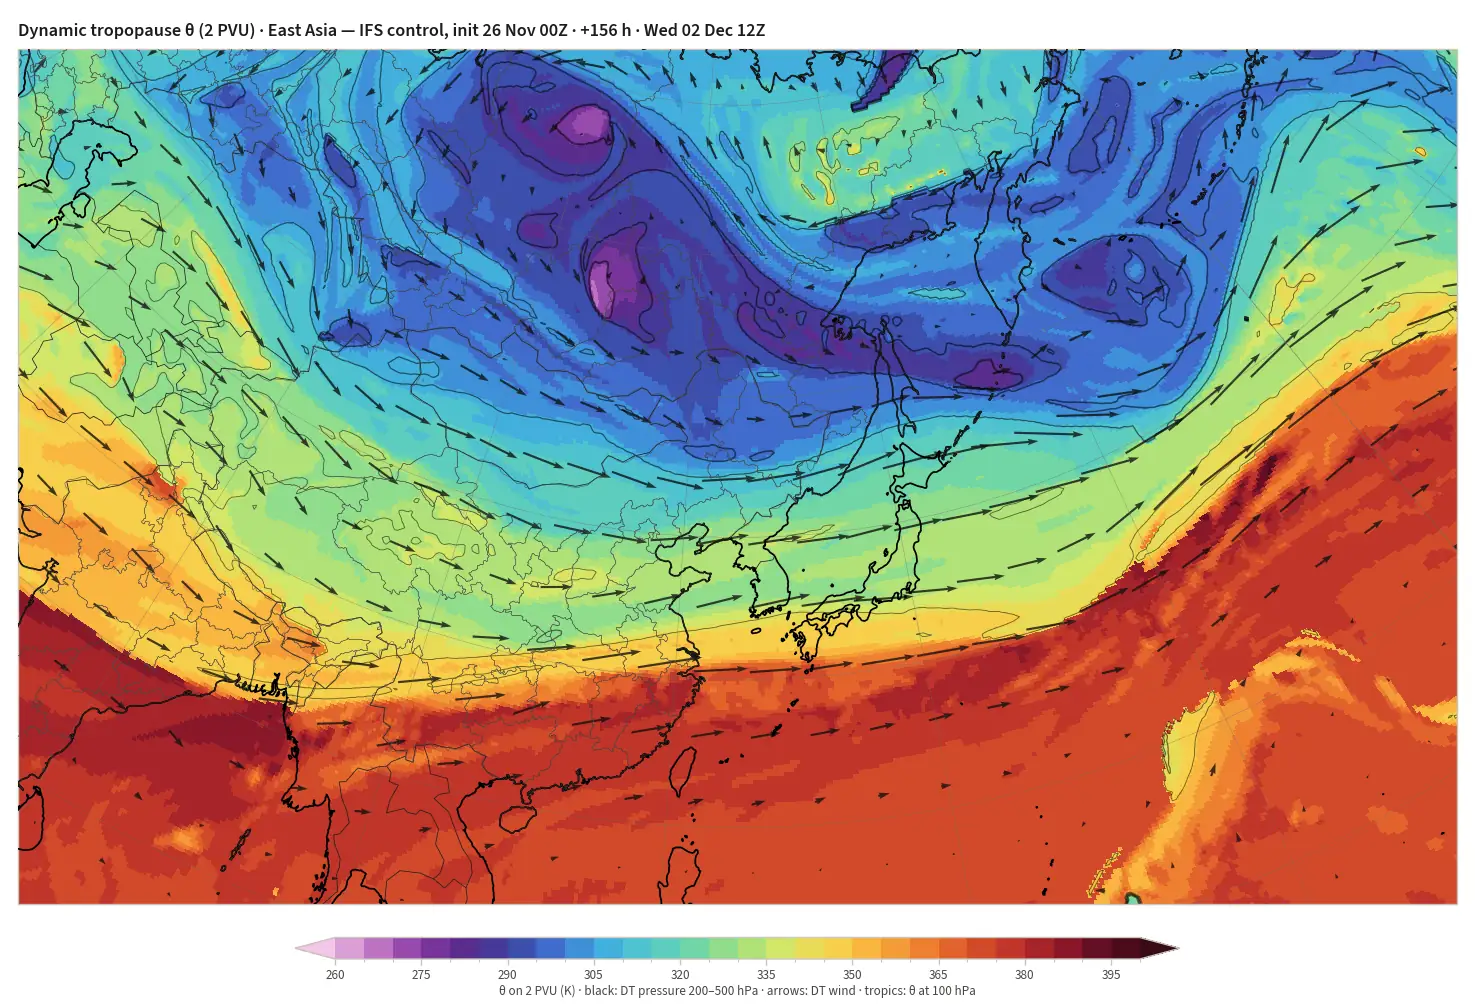 Dynamic tropopause θ (2 PVU) · East Asia — IFS control, init 26 Nov 00Z · +156 h · Wed 02 Dec 12Z
260 275 290 305 320 335 350 365 380 395
θ on 2 PVU (K) · black: DT pressure 200–500 hPa · arrows: DT wind · tropics: θ at 100 hPa